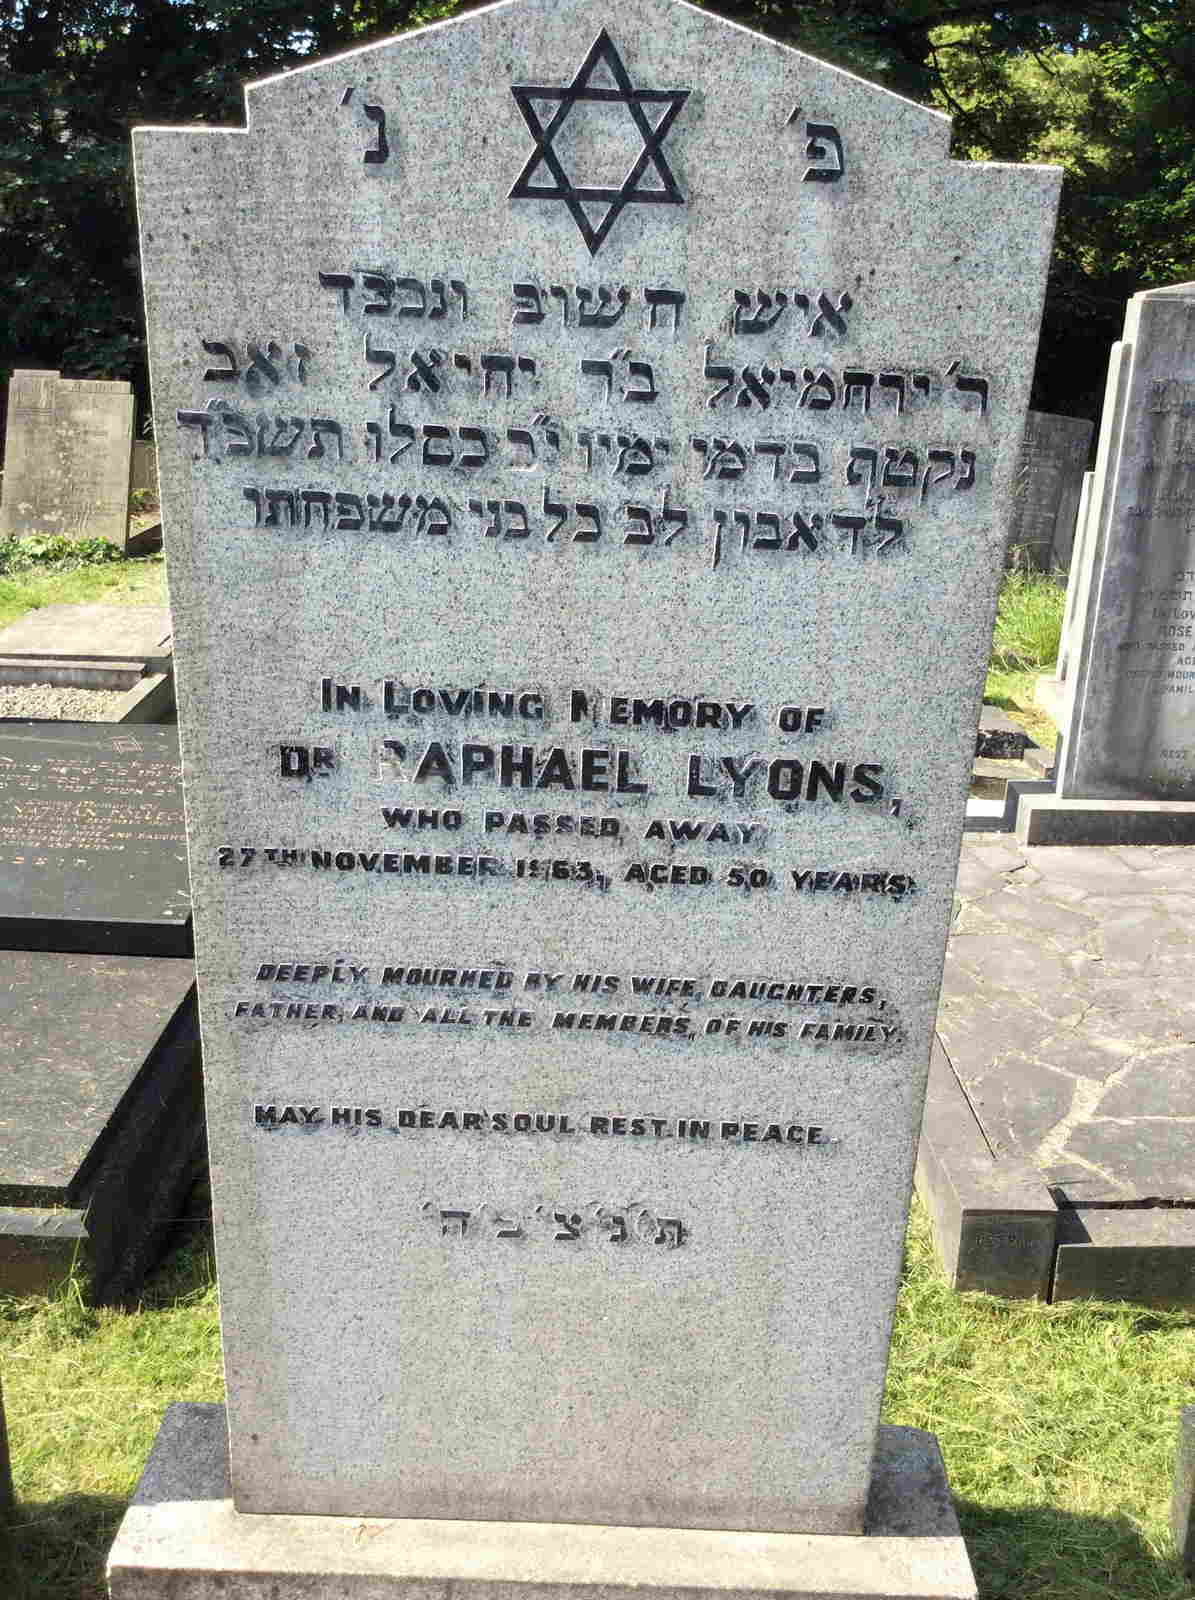 פ׳ נ׳
איש חשוב ונכבד
ר׳ ירחמיאל ב״ר יחיאל זאב
נקטף בדמי ימיו י״ב כסלו תשכ״ד
לדאבון לב כל בני משפחתו
IN LOVING MEMORY OF
DR RAPHAEL LYONS,
WHO PASSED AWAY
27TH NOVEMBER 1963, AGED 50 YEARS.
DEEPLY MOURNED BY HIS WIFE, DAUGHTERS,
FATHER, AND ALL THE MEMBERS, OF HIS FAMILY.
MAY HIS DEAR SOUL REST IN PEACE.
ת׳ נ׳ צ׳ ב׳ ה׳